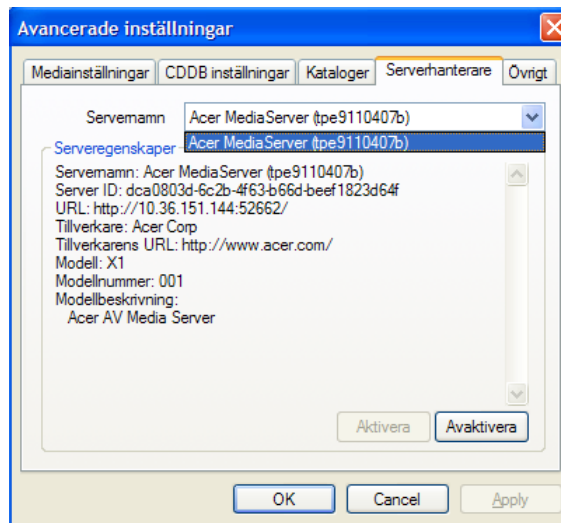 Avancerade inställningar
Mediainställningar
CDDB inställningar
Kataloger
Serverhanterare
Övrigt
Servernamn
Acer MediaServer (tpe9110407b)
Acer MediaServer (tpe9110407b)
Serveregenskaper
Servernamn: Acer MediaServer (tpe9110407b)
Server ID: dca0803d-6c2b-4f63-b66d-beef1823d64f
URL: http://10.36.151.144:52662/
Tillverkare: Acer Corp
Tillverkarens URL: http://www.acer.com/
Modell: X1
Modellnummer: 001
Modellbeskrivning:
Acer AV Media Server
Aktivera
Avaktivera
OK
Cancel
Apply